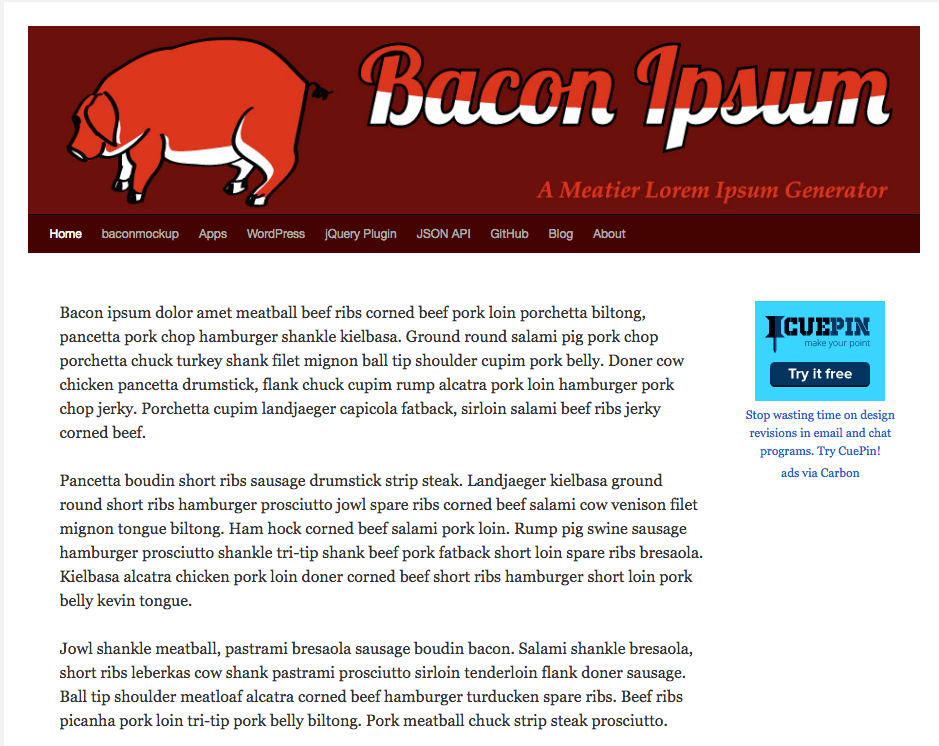 Bacon Ipsum
A Meatier Lorem Ipsum Generator
Home baconmockup Apps WordPress jQuery Plugin JSON API GitHub Blog About
Bacon ipsum dolor amet meatball beef ribs corned beef pork loin porchetta biltong,
pancetta pork chop hamburger shankle kielbasa. Ground round salami pig pork chop
porchetta chuck turkey shank filet mignon ball tip shoulder cupim pork belly. Doner cow
chicken pancetta drumstick, flank chuck cupim rump alcatra pork loin hamburger pork
chop jerky. Porchetta cupim landjaeger capicola fatback, sirloin salami beef ribs jerky
corned beef.
Pancetta boudin short ribs sausage drumstick strip steak. Landjaeger kielbasa ground
round short ribs hamburger prosciutto jowl spare ribs corned beef salami cow venison filet
mignon tongue biltong. Ham hock corned beef salami pork loin. Rump pig swine sausage
hamburger prosciutto shankle tri-tip shank beef pork fatback short loin spare ribs bresaola.
Kielbasa alcatra chicken pork loin doner corned beef short ribs hamburger short loin pork
belly kevin tongue.
Jowl shankle meatball, pastrami bresaola sausage boudin bacon. Salami shankle bresaola,
short ribs leberkas cow shank pastrami prosciutto sirloin tenderloin flank doner sausage.
Ball tip shoulder meatloaf alcatra corned beef hamburger turducken spare ribs. Beef ribs
picanha pork loin tri-tip pork belly biltong. Pork meatball chuck strip steak prosciutto.
CUEPIN
make your point
Try it free
Stop wasting time on design
revisions in email and chat
programs. Try CuePin!
ads via Carbon